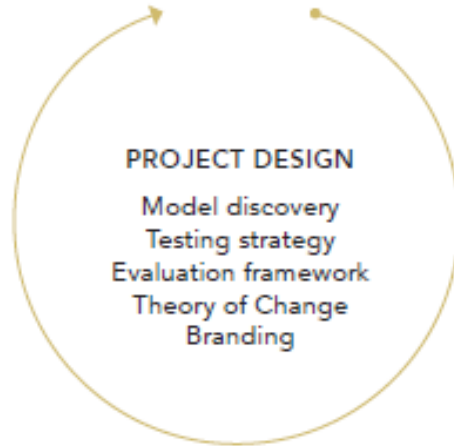 PROJECT DESIGN
Model discovery
Testing strategy
Evaluation framework
Theory of Change
Branding